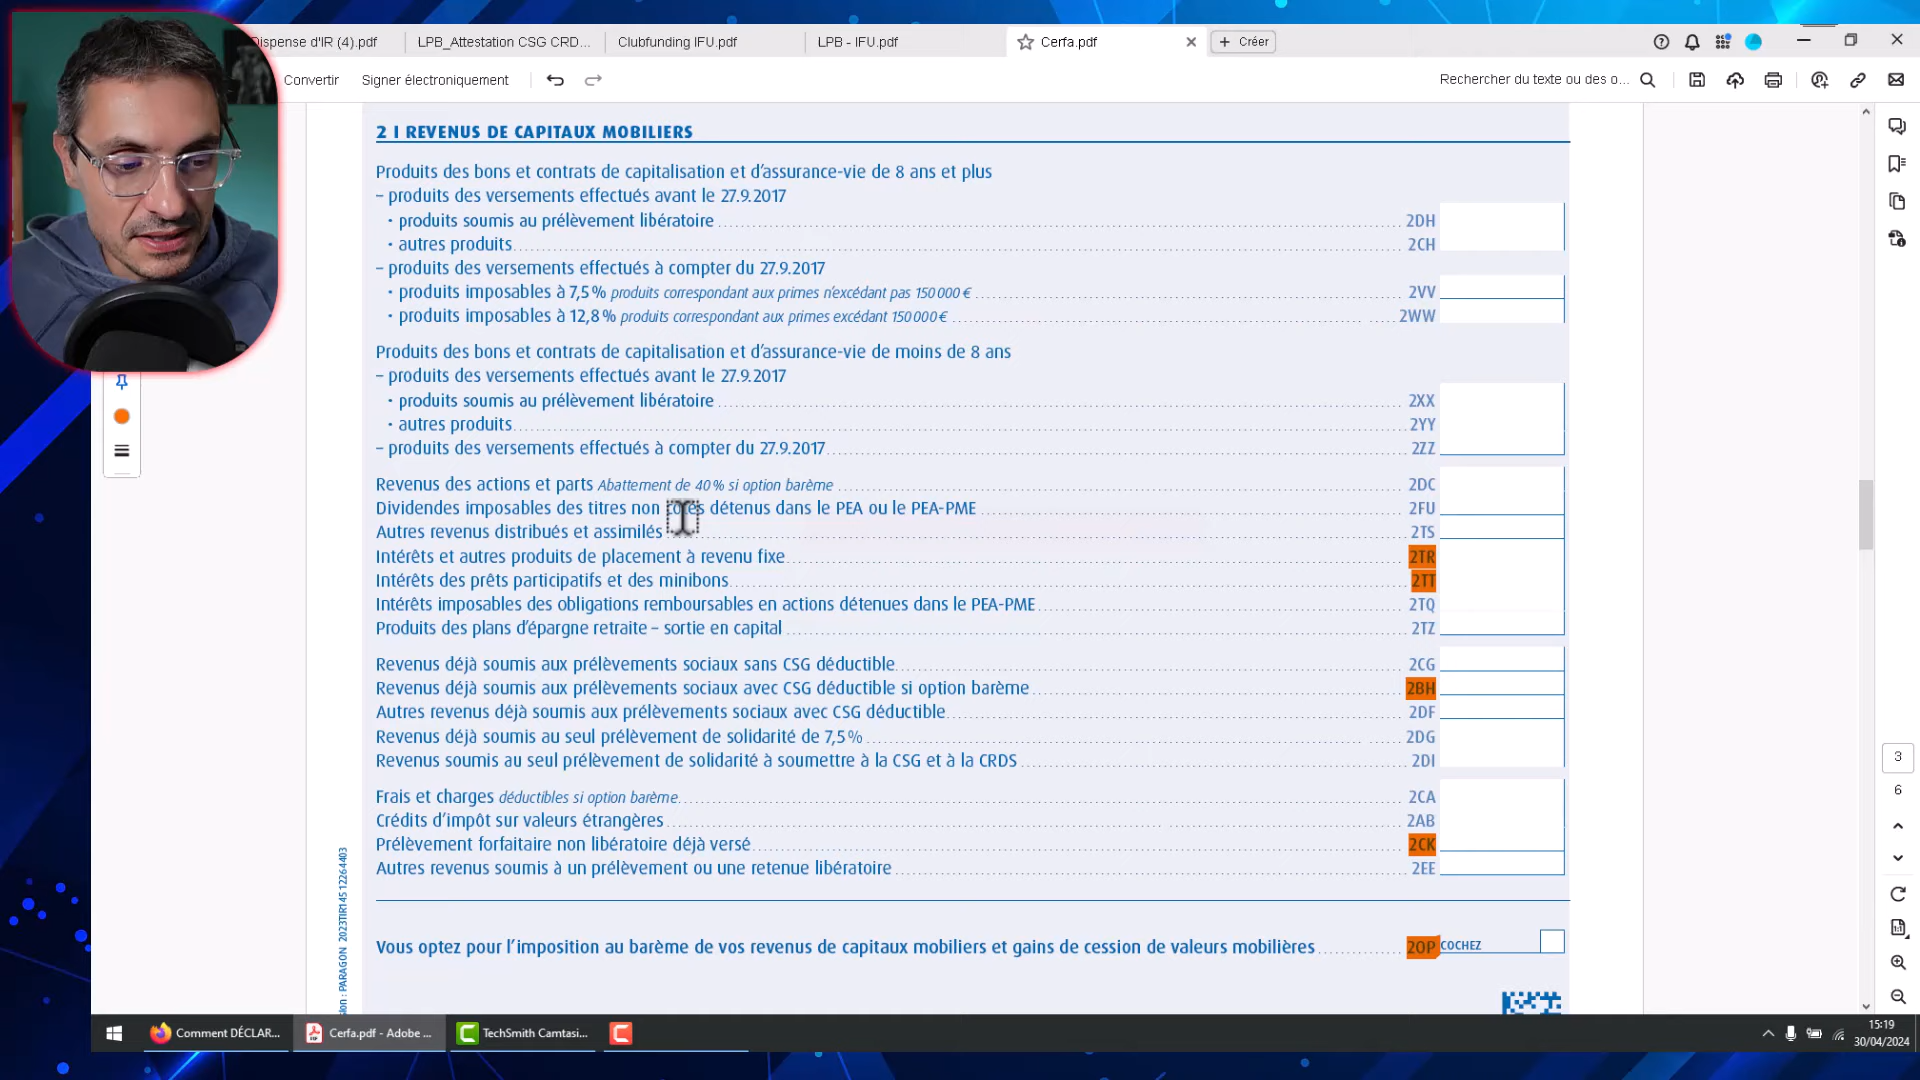 Dispense d'IR (4).pdf
LPB_Attestation CSG CRD...
Clubfunding IFU.pdf
LPB - IFU.pdf
Cerfa.pdf
Créer
Convertir
Signer électroniquement
Rechercher du texte ou des o...
2 I REVENUS DE CAPITAUX MOBILIERS
Produits des bons et contrats de capitalisation et d'assurance-vie de 8 ans et plus
– produits des versements effectués avant le 27.9.2017
• produits soumis au prélèvement libératoire 2DH
• autres produits 2CH
– produits des versements effectués à compter du 27.9.2017
• produits imposables à 7,5 % produits correspondant aux primes n'excédant pas 150 000 € 2VV
• produits imposables à 12,8 % produits correspondant aux primes excédant 150 000 € 2WW
Produits des bons et contrats de capitalisation et d'assurance-vie de moins de 8 ans
– produits des versements effectués avant le 27.9.2017
• produits soumis au prélèvement libératoire 2XX
• autres produits 2YY
– produits des versements effectués à compter du 27.9.2017 2ZZ
Revenus des actions et parts Abattement de 40 % si option barème 2DC
Dividendes imposables des titres non cotés détenus dans le PEA ou le PEA-PME 2FU
Autres revenus distribués et assimilés 2TS
Intérêts et autres produits de placement à revenu fixe 2TR
Intérêts des prêts participatifs et des minibons 2TT
Intérêts imposables des obligations remboursables en actions détenues dans le PEA-PME 2TQ
Produits des plans d'épargne retraite – sortie en capital 2TZ
Revenus déjà soumis aux prélèvements sociaux sans CSG déductible 2CG
Revenus déjà soumis aux prélèvements sociaux avec CSG déductible si option barème 2BH
Autres revenus déjà soumis aux prélèvements sociaux avec CSG déductible 2DF
Revenus déjà soumis au seul prélèvement de solidarité de 7,5 % 2DG
Revenus soumis au seul prélèvement de solidarité à soumettre à la CSG et à la CRDS 2DI
Frais et charges déductibles si option barème 2CA
Crédits d'impôt sur valeurs étrangères 2AB
Prélèvement forfaitaire non libératoire déjà versé 2CK
Autres revenus soumis à un prélèvement ou une retenue libératoire 2EE
Vous optez pour l'imposition au barème de vos revenus de capitaux mobiliers et gains de cession de valeurs mobilières 2OP COCHEZ
sion : PARAGON 2023TIR145 12264403
3
6
Comment DÉCLAR...
Cerfa.pdf - Adobe ...
TechSmith Camtasi...
15:19
30/04/2024